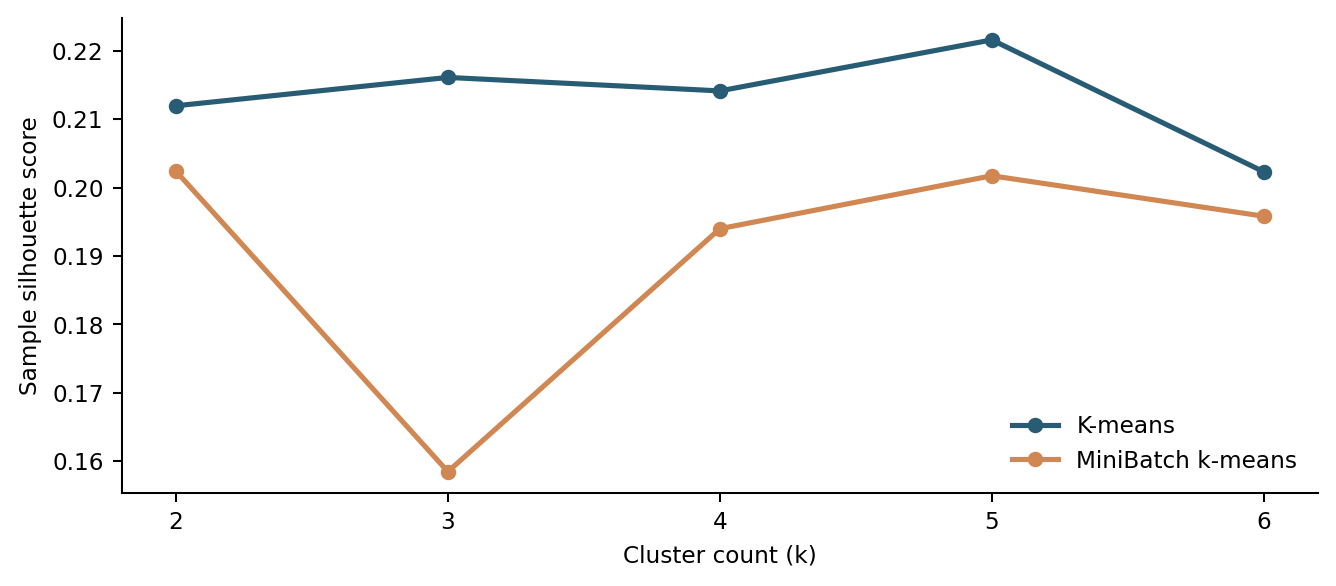 Sample silhouette score
0.22
0.21
0.20
0.19
0.18
0.17
0.16
K-means
MiniBatch k-means
2 3 4 5 6
Cluster count (k)